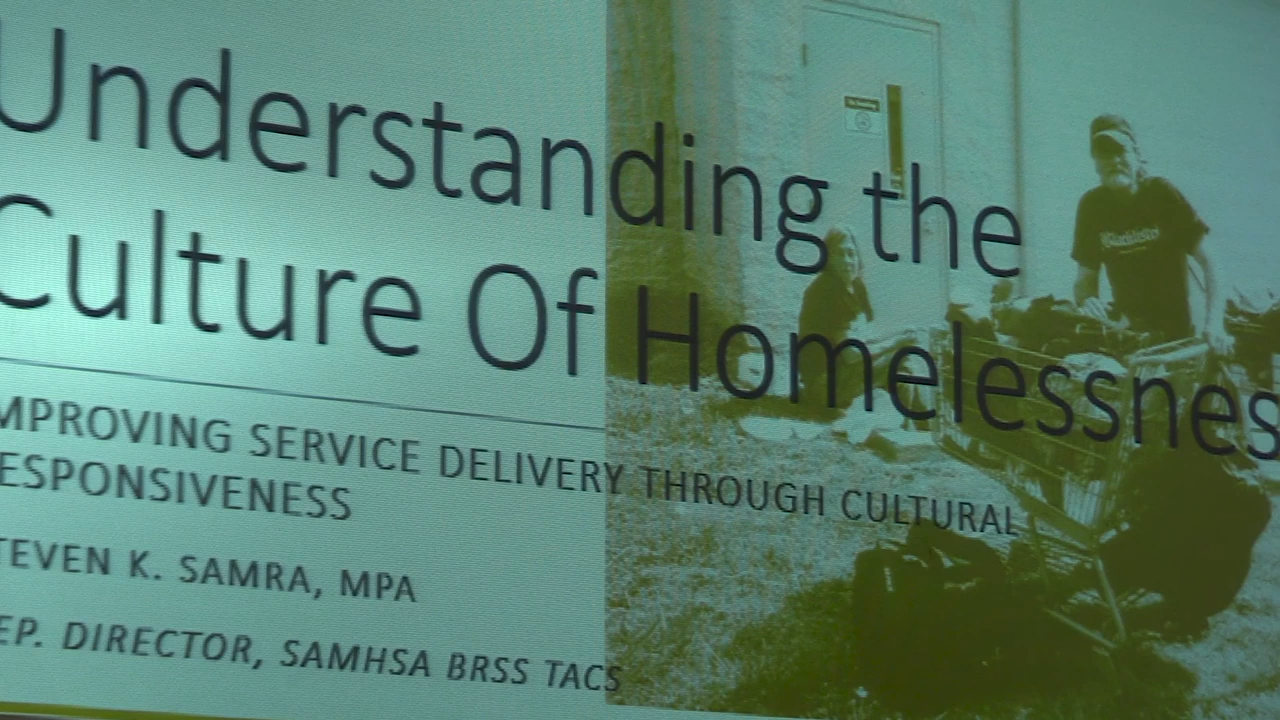 Understanding the
Culture Of Homelessnes
MPROVING SERVICE DELIVERY THROUGH CULTURAL
ESPONSIVENESS
TEVEN K. SAMRA, MPA
EP. DIRECTOR, SAMHSA BRSS TACS